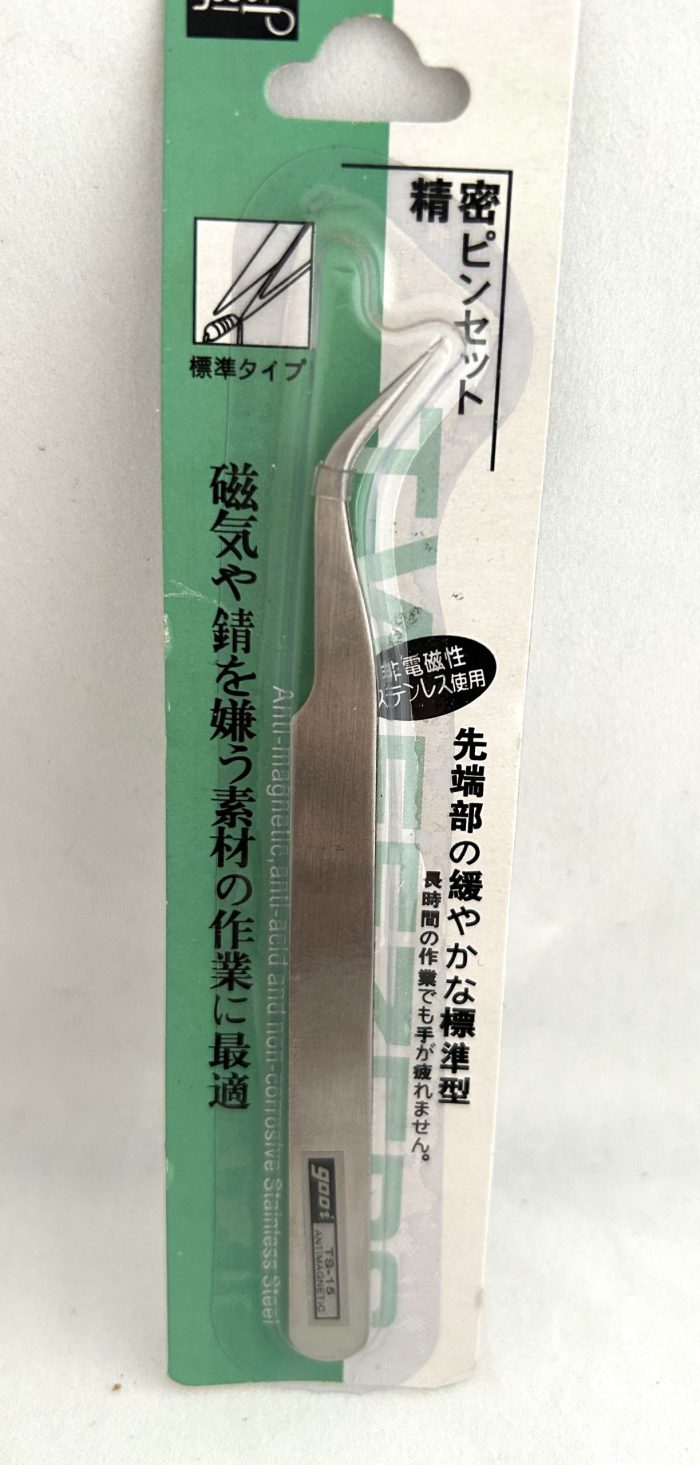 精密ピンセット
標準タイプ
磁気や錆を嫌う素材の作業に最適
Anti-magnetic,anti-acid and non-corrosive Stainless Steel
TWEEZERS
非電磁性
ステンレス使用
先端部の緩やかな標準型
長時間の作業でも手が疲れません。
goot
TS-15
ANTIMAGNETIC